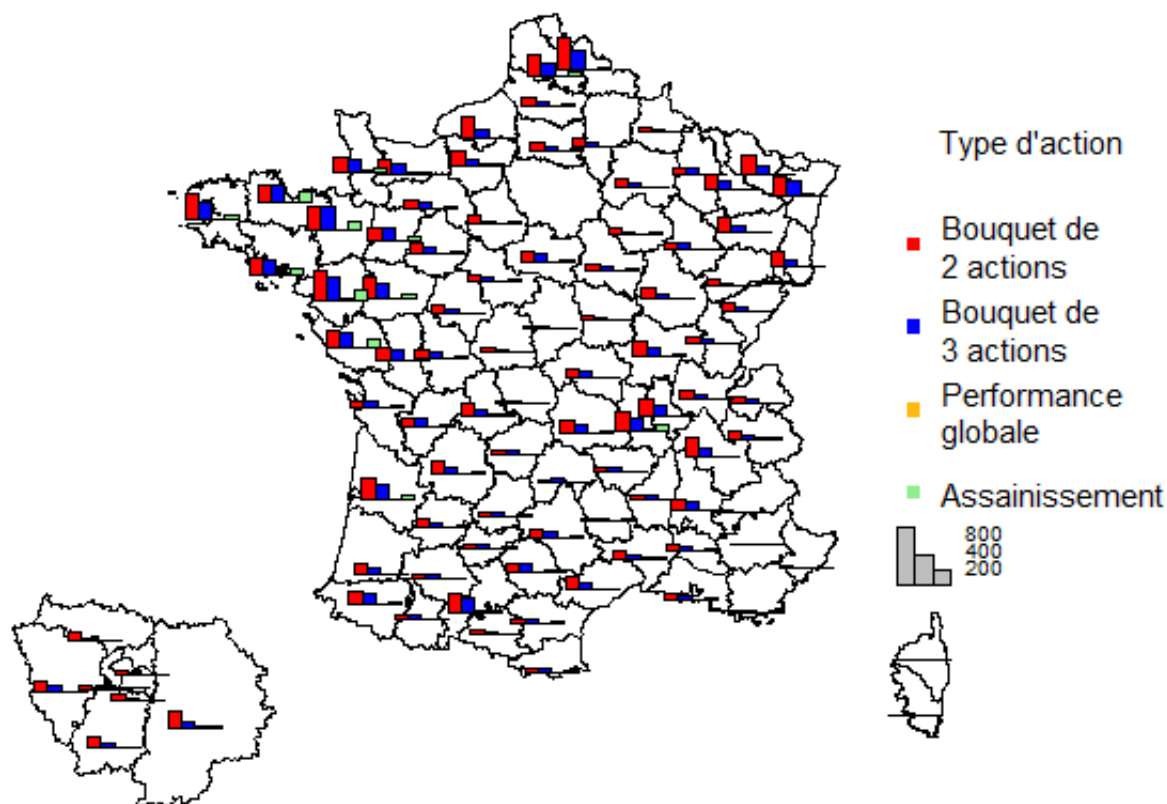 Type d'action
Bouquet de
2 actions
Bouquet de
3 actions
Performance
globale
Assainissement
800
400
200